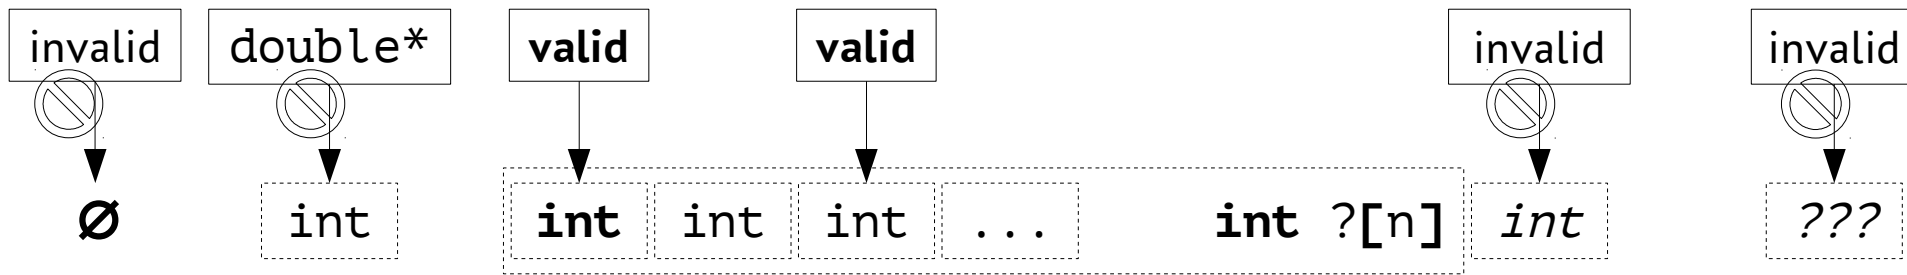 invalid double* valid valid invalid invalid
∅ int int int int ... int ?[n] int ???